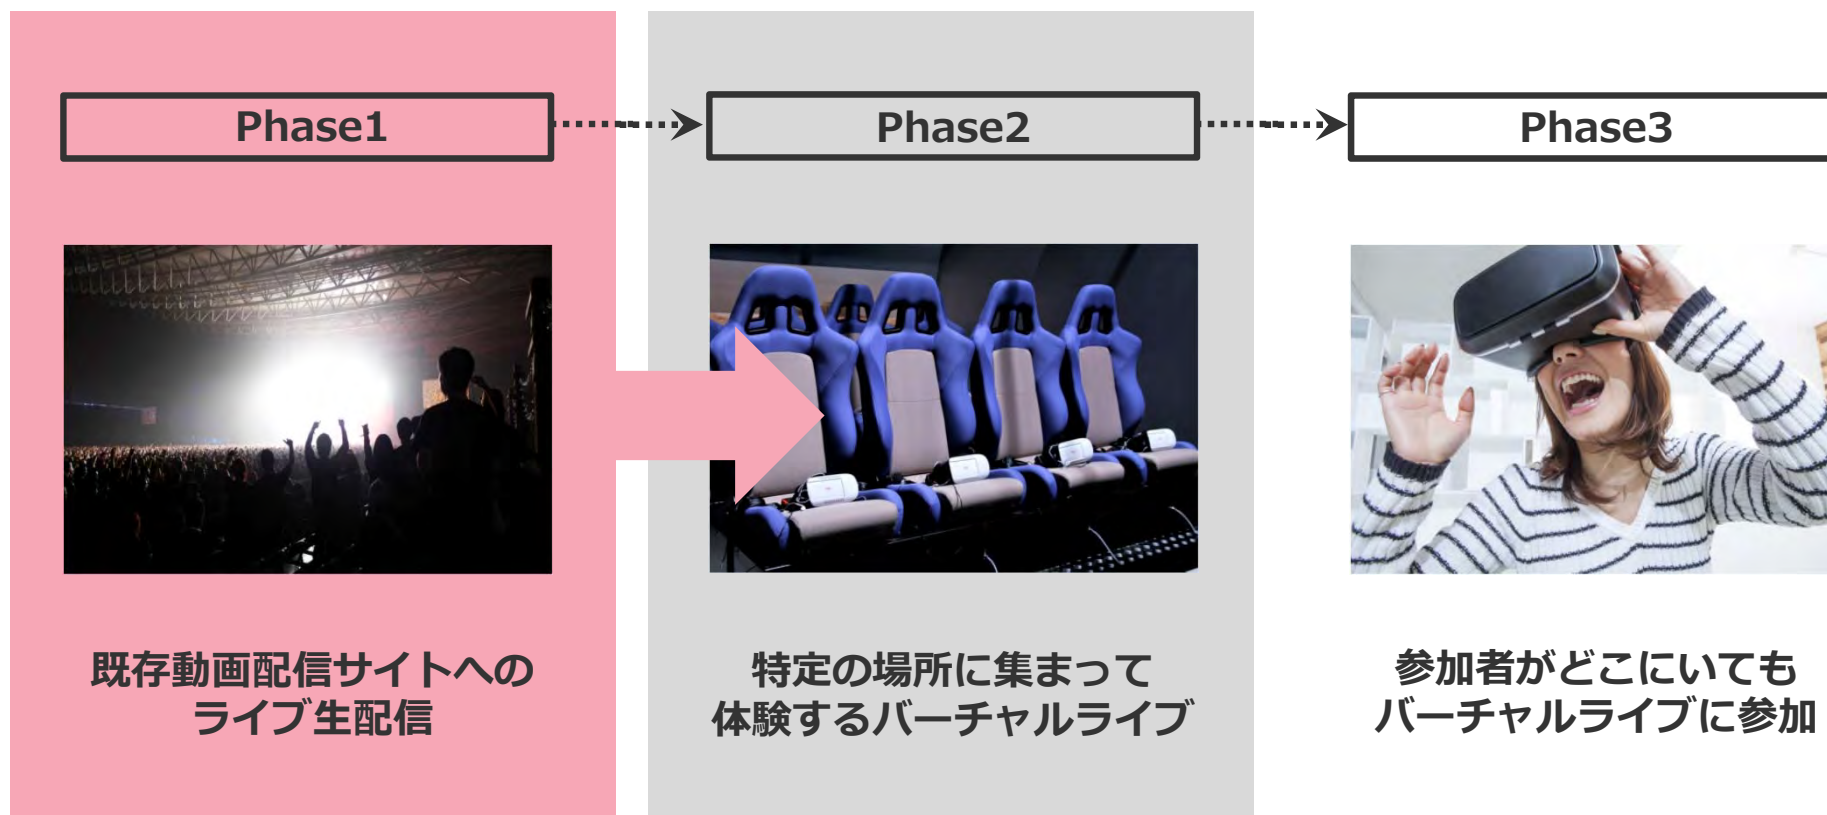 Phase1
Phase2
Phase3
既存動画配信サイトへの
ライブ生配信
特定の場所に集まって
体験するバーチャルライブ
参加者がどこにいても
バーチャルライブに参加